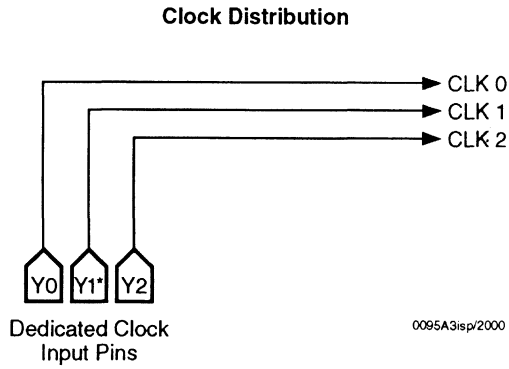 Clock Distribution
CLK 0
CLK 1
CLK 2
Y0 Y1* Y2
Dedicated Clock
Input Pins
0095A3isp/2000